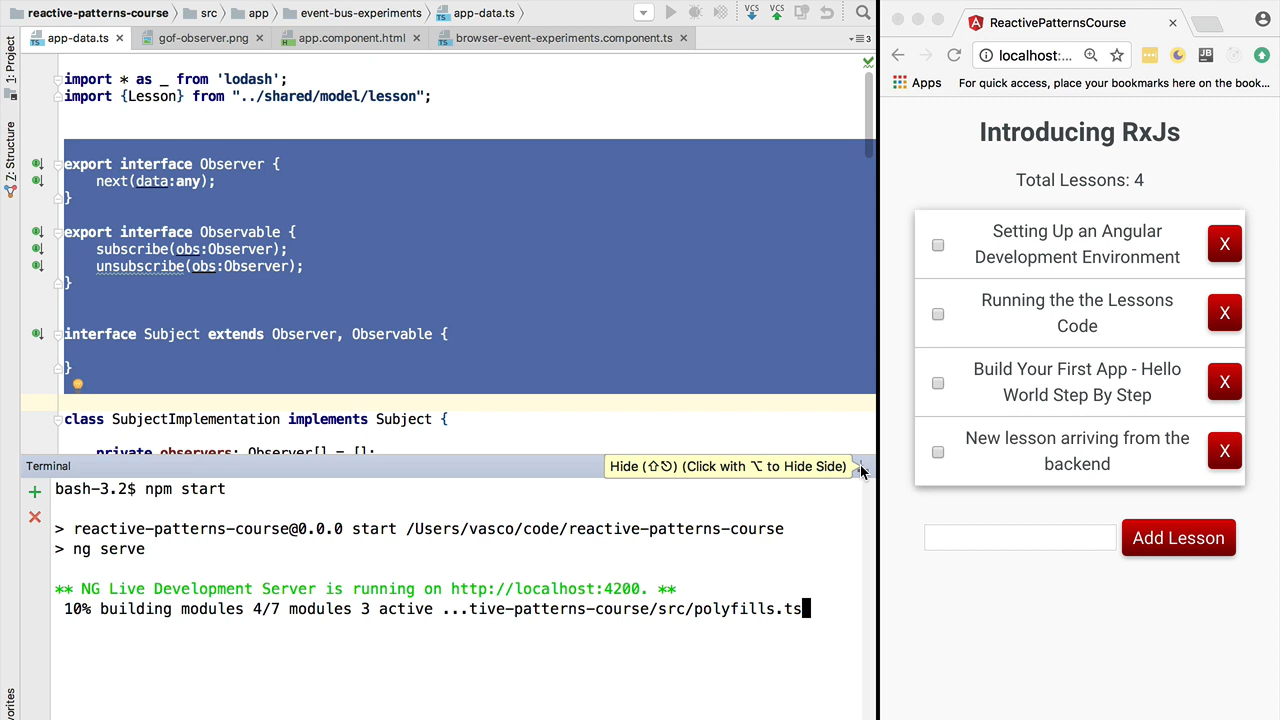 reactive-patterns-course
src
app
event-bus-experiments
app-data.ts
VCS
VCS
app-data.ts
gof-observer.png
app.component.html
browser-event-experiments.component.ts
1: Project
Z: Structure
import * as _ from 'lodash';
import {Lesson} from "../shared/model/lesson";
export interface Observer {
next(data:any);
}
export interface Observable {
subscribe(obs:Observer);
unsubscribe(obs:Observer);
}
interface Subject extends Observer, Observable {
}
class SubjectImplementation implements Subject {
private observers: Observer[] = [];
Terminal
Hide (⇧⎋) (Click with ⌥ to Hide Side)
bash-3.2$ npm start
> reactive-patterns-course@0.0.0 start /Users/vasco/code/reactive-patterns-course
> ng serve
** NG Live Development Server is running on http://localhost:4200. **
10% building modules 4/7 modules 3 active ...tive-patterns-course/src/polyfills.ts
ReactivePatternsCourse
localhost:...
JB
Apps
For quick access, place your bookmarks here on the book...
Introducing RxJs
Total Lessons: 4
Setting Up an Angular
Development Environment
X
Running the the Lessons
Code
X
Build Your First App - Hello
World Step By Step
X
New lesson arriving from the
backend
X
Add Lesson